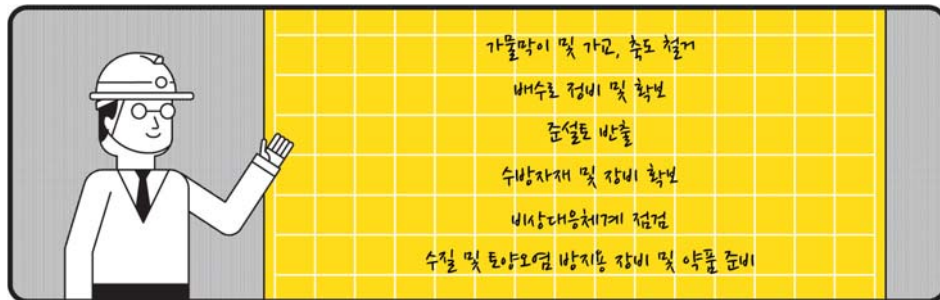 가물막이 및 가교, 축도 철거
배수로 정비 및 확보
준설토 반출
수방자재 및 장비 확보
비상대응체계 점검
수질 및 토양오염 방지용 장비 및 약품 준비